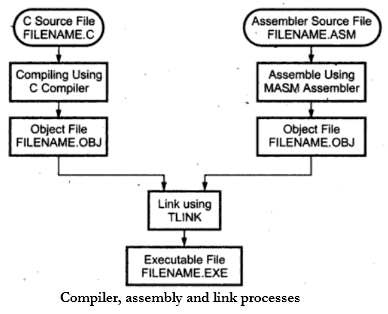 C Source File
FILENAME.C
Assembler Source File
FILENAME.ASM
Compiling Using
C Compiler
Assemble Using
MASM Assembler
Object File
FILENAME.OBJ
Object File
FILENAME.OBJ
Link using
TLINK
Executable File
FILENAME.EXE
Compiler, assembly and link processes